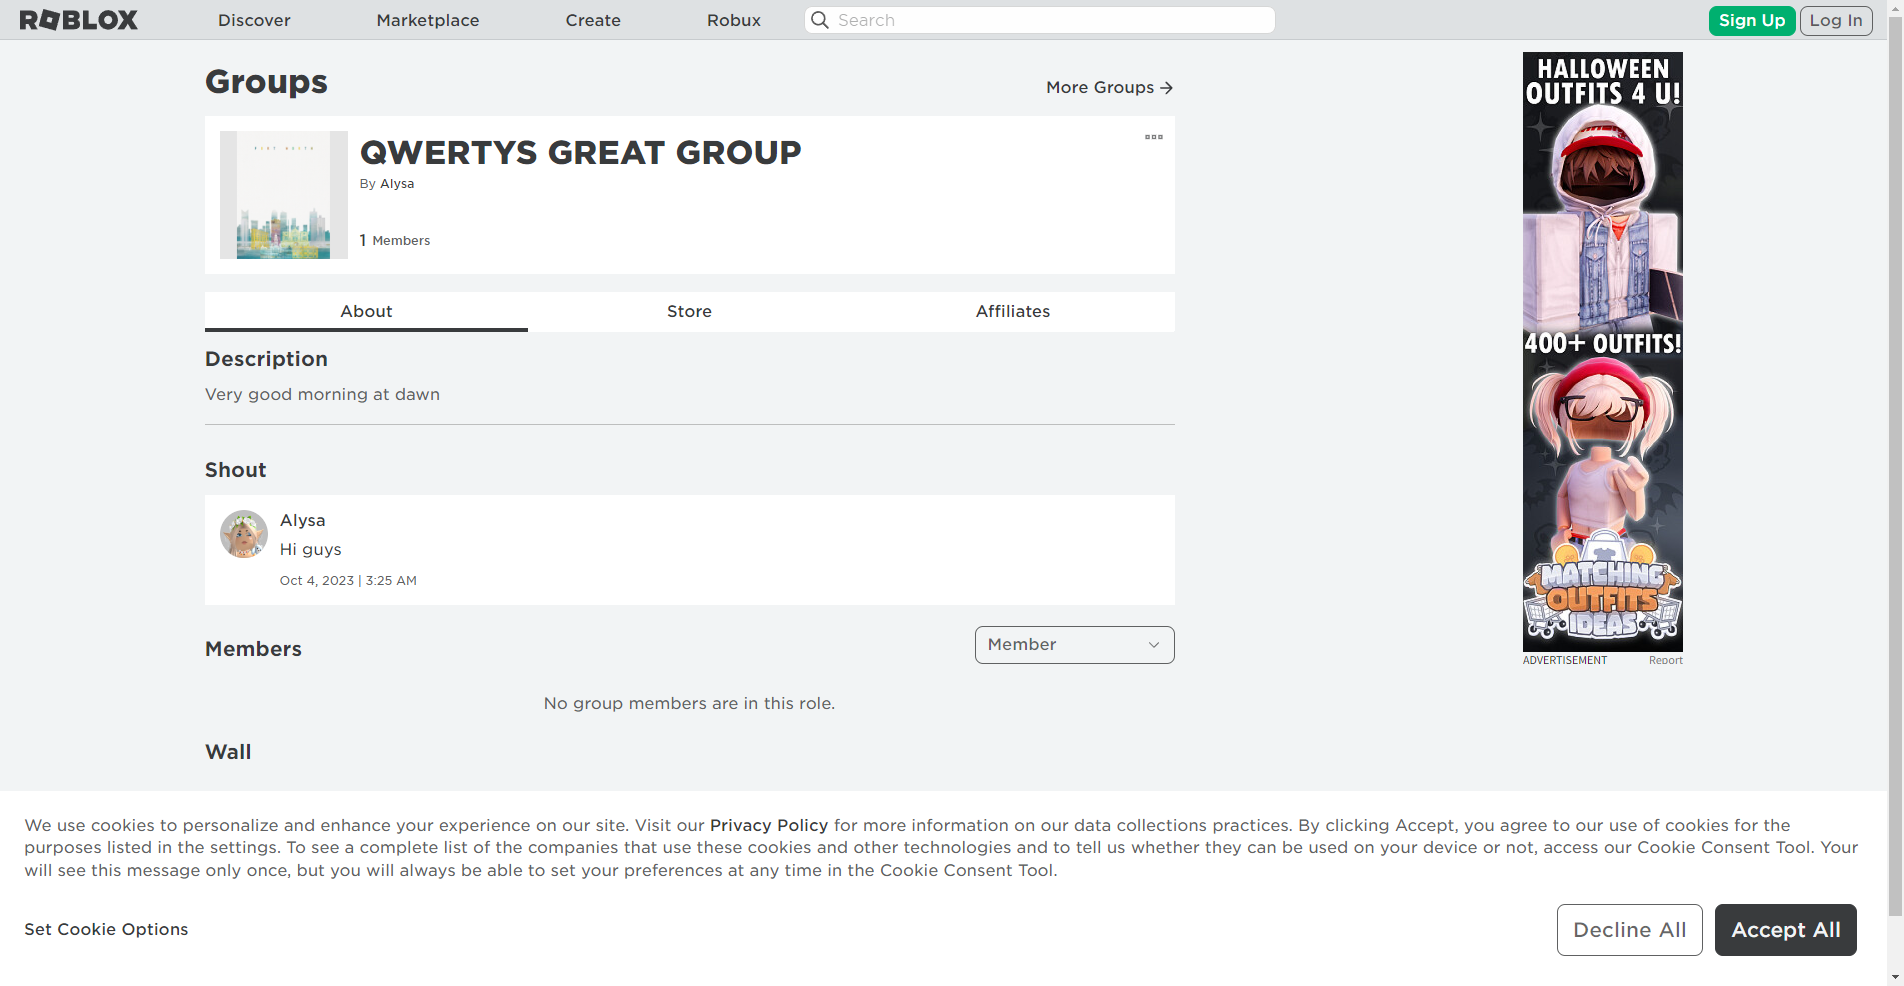 ROBLOX
Discover
Marketplace
Create
Robux
Search
Sign Up
Log In
Groups
More Groups
QWERTYS GREAT GROUP
By Alysa
1 Members
About
Store
Affiliates
Description
Very good morning at dawn
Shout
Alysa
Hi guys
Oct 4, 2023 | 3:25 AM
Members
Member
No group members are in this role.
Wall
HALLOWEEN
OUTFITS 4 U!
400+ OUTFITS!
MATCHING
OUTFITS
IDEAS
ADVERTISEMENT
Report
We use cookies to personalize and enhance your experience on our site. Visit our Privacy Policy for more information on our data collections practices. By clicking Accept, you agree to our use of cookies for the
purposes listed in the settings. To see a complete list of the companies that use these cookies and other technologies and to tell us whether they can be used on your device or not, access our Cookie Consent Tool. Your
will see this message only once, but you will always be able to set your preferences at any time in the Cookie Consent Tool.
Set Cookie Options
Decline All
Accept All